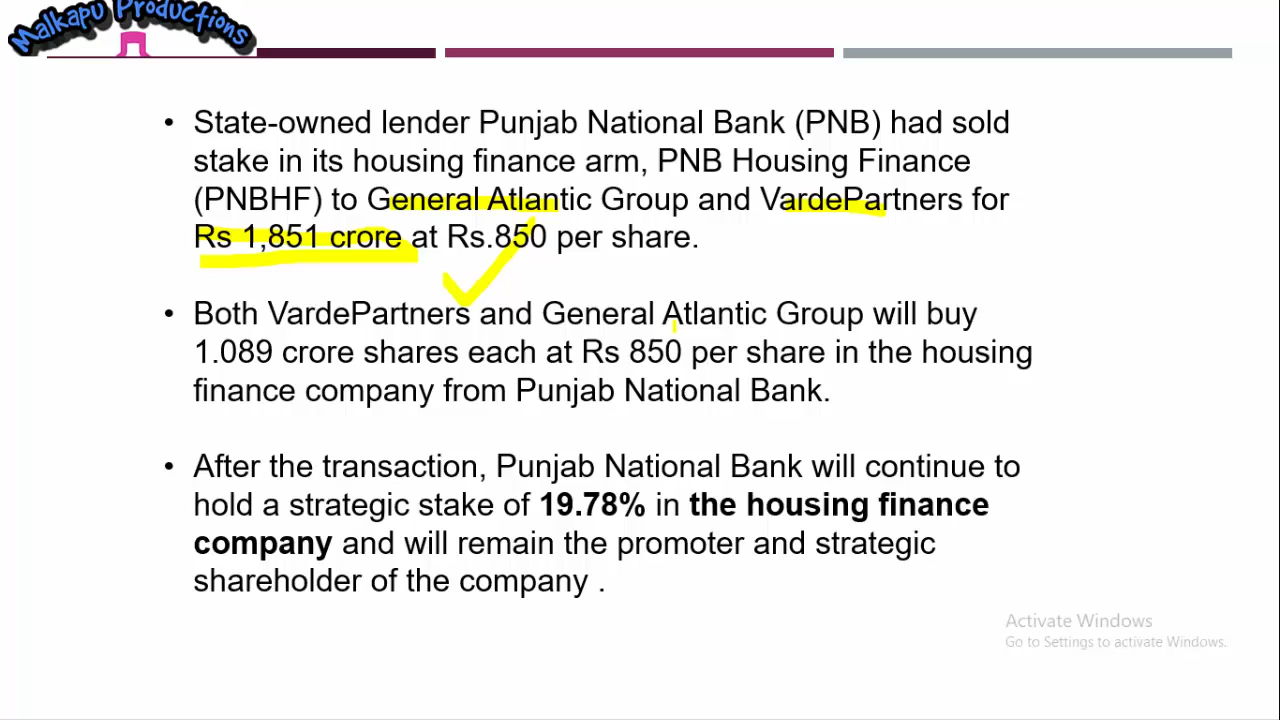 Malkapu Productions
• State-owned lender Punjab National Bank (PNB) had sold
stake in its housing finance arm, PNB Housing Finance
(PNBHF) to General Atlantic Group and VardePartners for
Rs 1,851 crore at Rs.850 per share.
• Both VardePartners and General Atlantic Group will buy
1.089 crore shares each at Rs 850 per share in the housing
finance company from Punjab National Bank.
• After the transaction, Punjab National Bank will continue to
hold a strategic stake of 19.78% in the housing finance
company and will remain the promoter and strategic
shareholder of the company .
Activate Windows
Go to Settings to activate Windows.